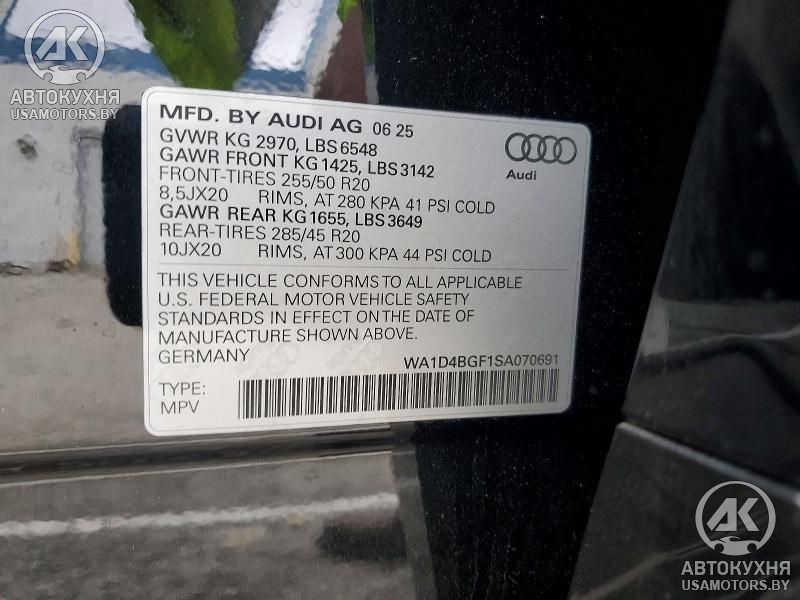 АК
АВТОКУХНЯ
USAMOTORS.BY
MFD. BY AUDI AG 06 25
GVWR KG 2970, LBS 6548
GAWR FRONT KG 1425, LBS 3142
FRONT-TIRES 255/50 R20
8,5JX20 RIMS, AT 280 KPA 41 PSI COLD
GAWR REAR KG 1655, LBS 3649
REAR-TIRES 285/45 R20
10JX20 RIMS, AT 300 KPA 44 PSI COLD
Audi
THIS VEHICLE CONFORMS TO ALL APPLICABLE
U.S. FEDERAL MOTOR VEHICLE SAFETY
STANDARDS IN EFFECT ON THE DATE OF
MANUFACTURE SHOWN ABOVE.
GERMANY WA1D4BGF1SA070691
TYPE:
MPV
АК
АВТОКУХНЯ
USAMOTORS.BY